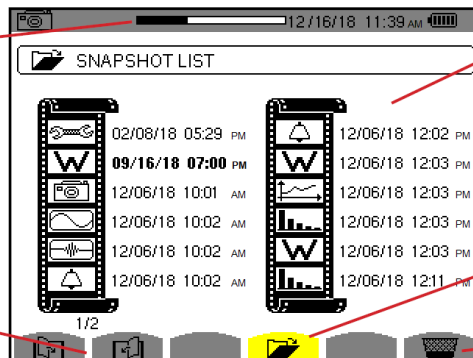 12/16/18 11:39 AM
SNAPSHOT LIST
02/08/18 05:29 PM
W 09/16/18 07:00 PM
12/06/18 10:01 AM
12/06/18 10:02 AM
12/06/18 10:02 AM
12/06/18 10:02 AM
12/06/18 12:02 PM
W 12/06/18 12:03 PM
12/06/18 12:03 PM
12/06/18 12:03 PM
W 12/06/18 12:03 PM
12/06/18 12:11 PM
1/2